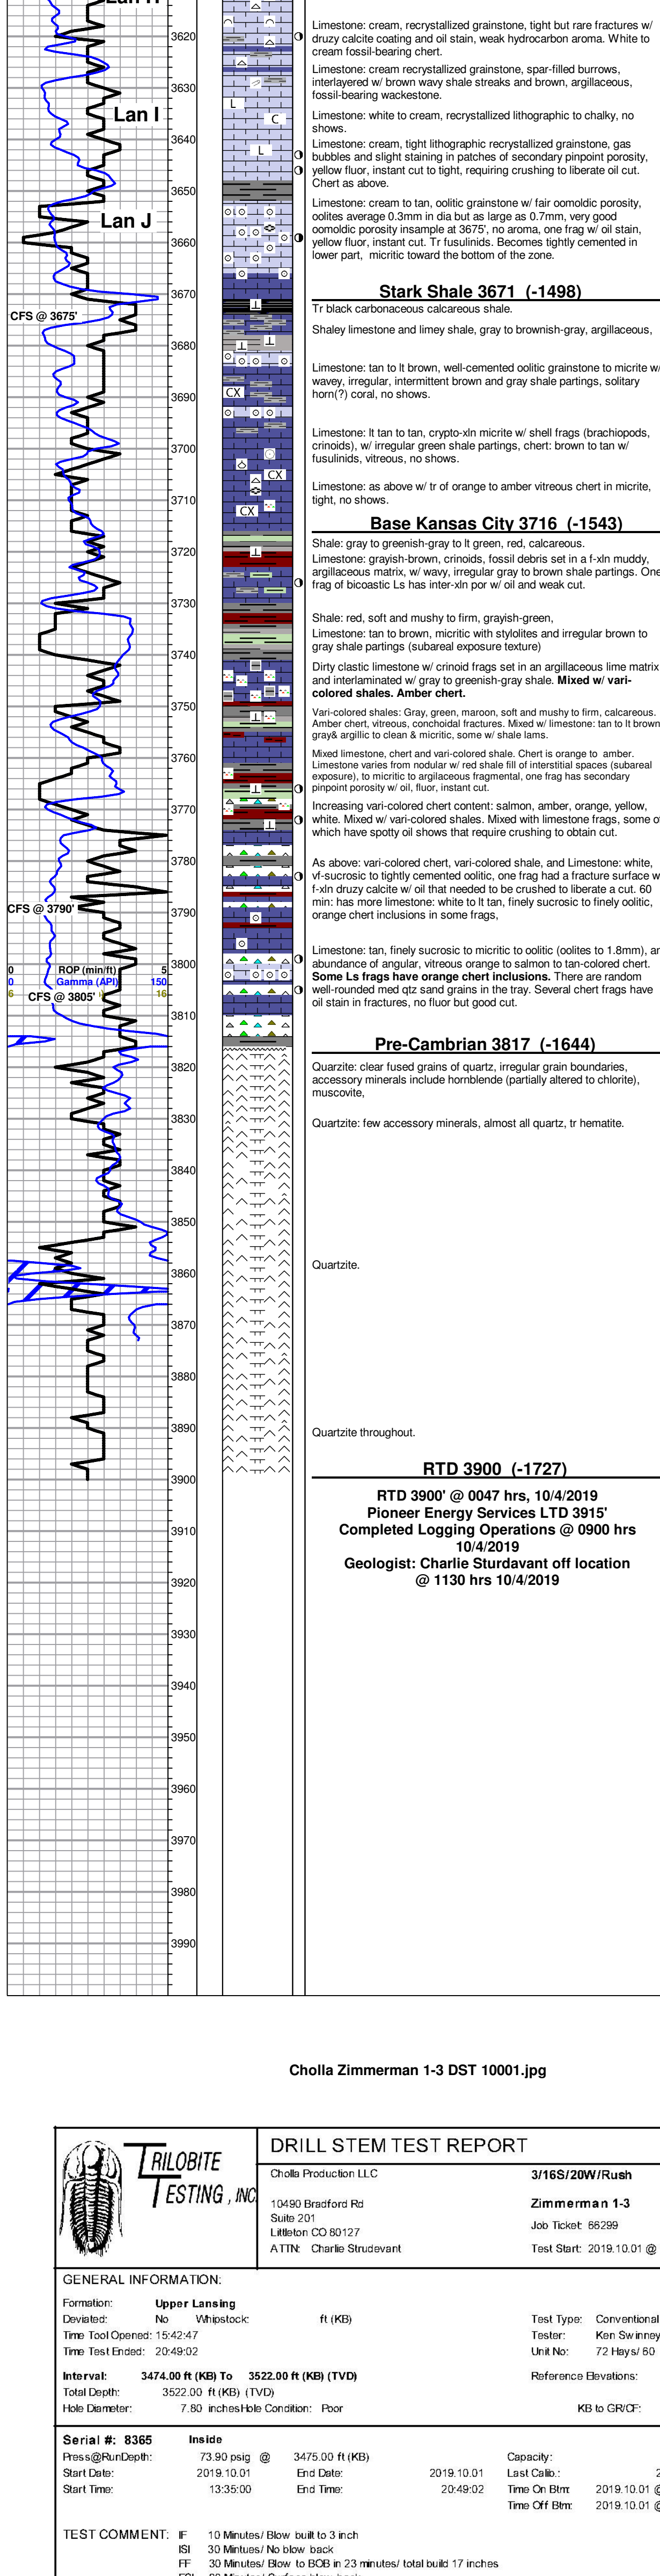 Lan H
3620
Limestone: cream, recrystallized grainstone, tight but rare fractures w/
druzy calcite coating and oil stain, weak hydrocarbon aroma. White to
cream fossil-bearing chert.
Limestone: cream recrystallized grainstone, spar-filled burrows,
interlayered w/ brown wavy shale streaks and brown, argillaceous,
fossil-bearing wackestone.
3630
L
Lan I
C
Limestone: white to cream, recrystallized lithographic to chalky, no
shows.
3640
L
Limestone: cream, tight lithographic recrystallized grainstone, gas
bubbles and slight staining in patches of secondary pinpoint porosity,
yellow fluor, instant cut to tight, requiring crushing to liberate oil cut.
Chert as above.
3650
Lan J
Limestone: cream to tan, oolitic grainstone w/ fair oomoldic porosity,
oolites average 0.3mm in dia but as large as 0.7mm, very good
oomoldic porosity insample at 3675', no aroma, one frag w/ oil stain,
yellow fluor, instant cut. Tr fusulinids. Becomes tightly cemented in
lower part, micritic toward the bottom of the zone.
3660
3670
Stark Shale 3671 (-1498)
CFS @ 3675'
Tr black carbonaceous calcareous shale.
Shaley limestone and limey shale, gray to brownish-gray, argillaceous,
3680
Limestone: tan to lt brown, well-cemented oolitic grainstone to micrite w/
wavey, irregular, intermittent brown and gray shale partings, solitary
horn(?) coral, no shows.
CX
3690
Limestone: lt tan to tan, crypto-xln micrite w/ shell frags (brachiopods,
crinoids), w/ irregular green shale partings, chert: brown to tan w/
fusulinids, vitreous, no shows.
3700
CX
Limestone: as above w/ tr of orange to amber vitreous chert in micrite,
tight, no shows.
3710
CX
Base Kansas City 3716 (-1543)
Shale: gray to greenish-gray to lt green, red, calcareous.
3720
Limestone: grayish-brown, crinoids, fossil debris set in a f-xln muddy,
argillaceous matrix, w/ wavy, irregular gray to brown shale partings. One
frag of bicoastic Ls has inter-xln por w/ oil and weak cut.
3730
Shale: red, soft and mushy to firm, grayish-green,
Limestone: tan to brown, micritic with stylolites and irregular brown to
gray shale partings (subareal exposure texture)
3740
Dirty clastic limestone w/ crinoid frags set in an argillaceous lime matrix
and interlaminated w/ gray to greenish-gray shale. Mixed w/ vari-
colored shales. Amber chert.
3750
Vari-colored shales: Gray, green, maroon, soft and mushy to firm, calcareous.
Amber chert, vitreous, conchoidal fractures. Mixed w/ limestone: tan to lt brown
gray& argillic to clean & micritic, some w/ shale lams.
3760
Mixed limestone, chert and vari-colored shale. Chert is orange to amber.
Limestone varies from nodular w/ red shale fill of interstitial spaces (subareal
exposure), to micritic to argilaceous fragmental, one frag has secondary
pinpoint porosity w/ oil, fluor, instant cut.
3770
Increasing vari-colored chert content: salmon, amber, orange, yellow,
white. Mixed w/ vari-colored shales. Mixed with limestone frags, some of
which have spotty oil shows that require crushing to obtain cut.
3780
As above: vari-colored chert, vari-colored shale, and Limestone: white,
vf-sucrosic to tightly cemented oolitic, one frag had a fracture surface w
f-xln druzy calcite w/ oil that needed to be crushed to liberate a cut. 60
min: has more limestone: white to lt tan, finely sucrosic to finely oolitic,
orange chert inclusions in some frags,
CFS @ 3790'
3790
3800
0 ROP (min/ft) 5
0 Gamma (API) 150
6 16
CFS @ 3805'
Limestone: tan, finely sucrosic to micritic to oolitic (oolites to 1.8mm), an
abundance of angular, vitreous orange to salmon to tan-colored chert.
Some Ls frags have orange chert inclusions. There are random
well-rounded med qtz sand grains in the tray. Several chert frags have
oil stain in fractures, no fluor but good cut.
3810
Pre-Cambrian 3817 (-1644)
3820
Quarzite: clear fused grains of quartz, irregular grain boundaries,
accessory minerals include hornblende (partially altered to chlorite),
muscovite,
3830
Quartzite: few accessory minerals, almost all quartz, tr hematite.
3840
3850
3860
Quartzite.
3870
3880
3890
Quartzite throughout.
RTD 3900 (-1727)
3900
RTD 3900' @ 0047 hrs, 10/4/2019
Pioneer Energy Services LTD 3915'
Completed Logging Operations @ 0900 hrs
10/4/2019
Geologist: Charlie Sturdavant off location
@ 1130 hrs 10/4/2019
3910
3920
3930
3940
3950
3960
3970
3980
3990
Cholla Zimmerman 1-3 DST 10001.jpg
TRILOBITE
TESTING, INC
DRILL STEM TEST REPORT
Cholla Production LLC
3/16S/20W/Rush
10490 Bradford Rd
Suite 201
Littleton CO 80127
Zimmerman 1-3
Job Ticket: 66299
ATTN: Charlie Strudevant
Test Start: 2019.10.01 @
GENERAL INFORMATION:
Formation: Upper Lansing
Deviated: No Whipstock: ft (KB)
Test Type: Conventional
Time Tool Opened: 15:42:47
Tester: Ken Swinney
Time Test Ended: 20:49:02
Unit No: 72 Hays/ 60
Interval: 3474.00 ft (KB) To 3522.00 ft (KB) (TVD)
Reference Elevations:
Total Depth: 3522.00 ft (KB) (TVD)
Hole Diameter: 7.80 inches Hole Condition: Poor
KB to GR/CF:
Serial #: 8365 Inside
Press@RunDepth: 73.90 psig @ 3475.00 ft (KB)
Capacity:
Start Date: 2019.10.01 End Date: 2019.10.01
Last Calib.: 2
Start Time: 13:35:00 End Time: 20:49:02
Time On Btm: 2019.10.01 @
Time Off Btm: 2019.10.01 @
TEST COMMENT: IF 10 Minutes/ Blow built to 3 inch
ISI 30 Mintues/ No blow back
FF 30 Minutes/ Blow to BOB in 23 minutes/ total build 17 inches